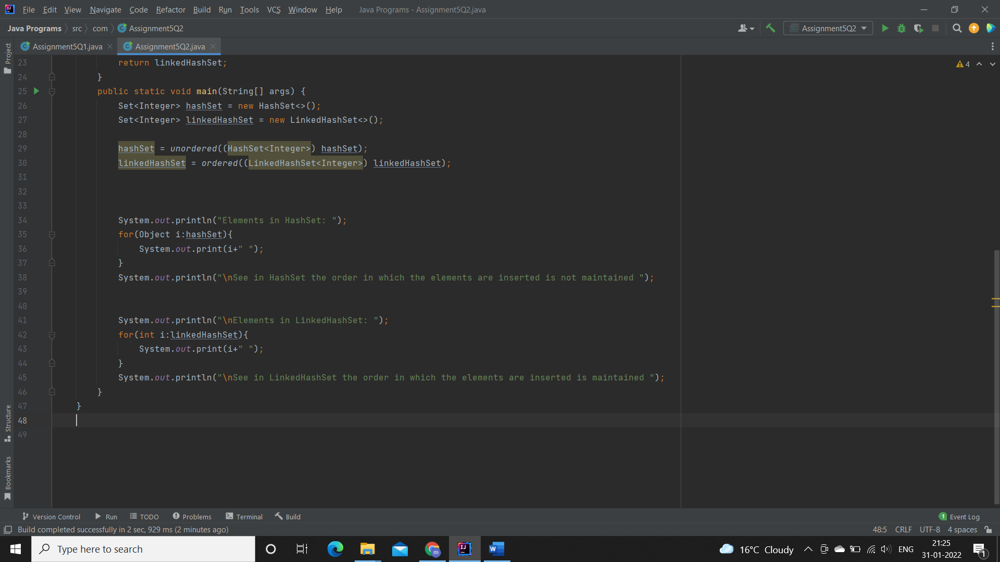 File Edit View Navigate Code Refactor Build Run Tools VCS Window Help Java Programs - Assignment5Q2.java
Java Programs src com Assignment5Q2 Assignment5Q2
Assignment5Q1.java Assignment5Q2.java
Project
4
23 return linkedHashSet;
24 }
25 public static void main(String[] args) {
26 Set<Integer> hashSet = new HashSet<>();
27 Set<Integer> linkedHashSet = new LinkedHashSet<>();
28
29 hashSet = unordered((HashSet<Integer>) hashSet);
30 linkedHashSet = ordered((LinkedHashSet<Integer>) linkedHashSet);
31
32
33
34 System.out.println("Elements in HashSet: ");
35 for(Object i:hashSet){
36 System.out.print(i+" ");
37 }
38 System.out.println("\nSee in HashSet the order in which the elements are inserted is not maintained ");
39
40
41 System.out.println("\nElements in LinkedHashSet: ");
42 for(int i:linkedHashSet){
43 System.out.print(i+" ");
44 }
45 System.out.println("\nSee in LinkedHashSet the order in which the elements are inserted is maintained ");
46 }
47 }
48
49
Structure
Bookmarks
Version Control Run TODO Problems Terminal Build 1 Event Log
Build completed successfully in 2 sec, 929 ms (2 minutes ago) 48:5 CRLF UTF-8 4 spaces
Type here to search 16°C Cloudy ENG 21:25
31-01-2022 1